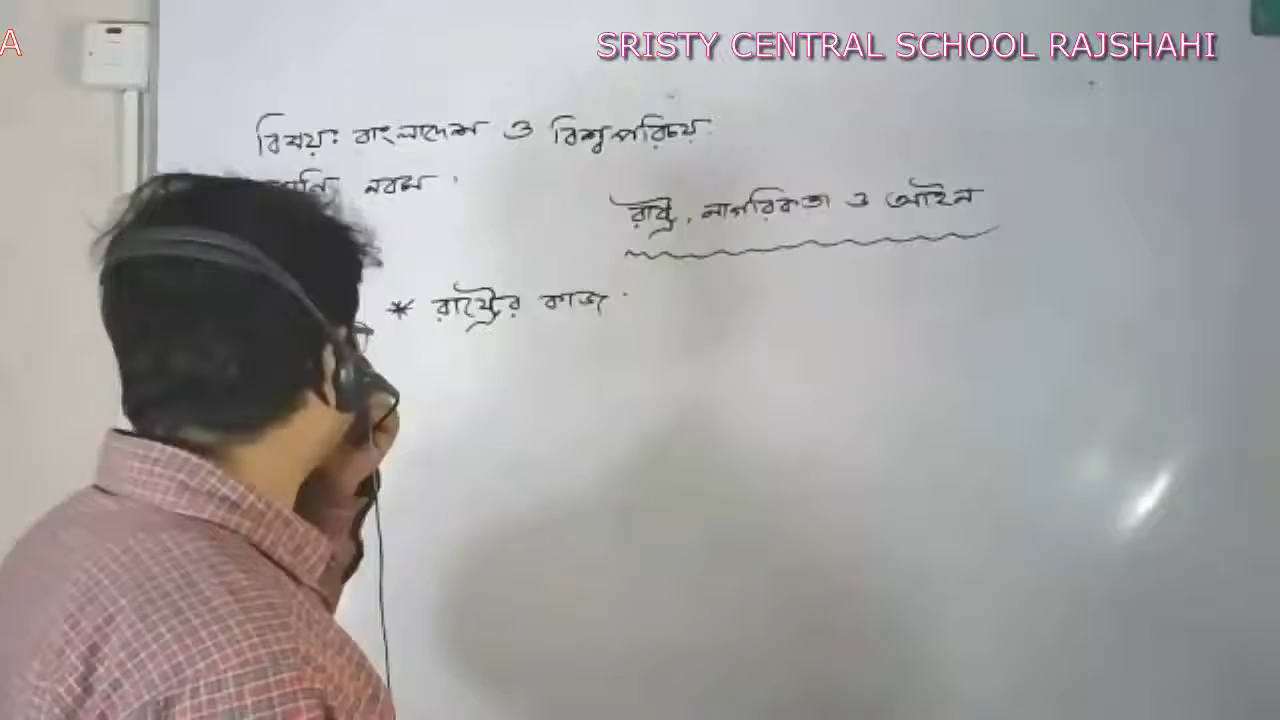 A
SRISTY CENTRAL SCHOOL RAJSHAHI
বিষয়: বাংলাদেশ ও বিশ্বপরিচয়
নবম
রাষ্ট্র, নাগরিকতা ও আইন
* রাষ্ট্রের কাজ